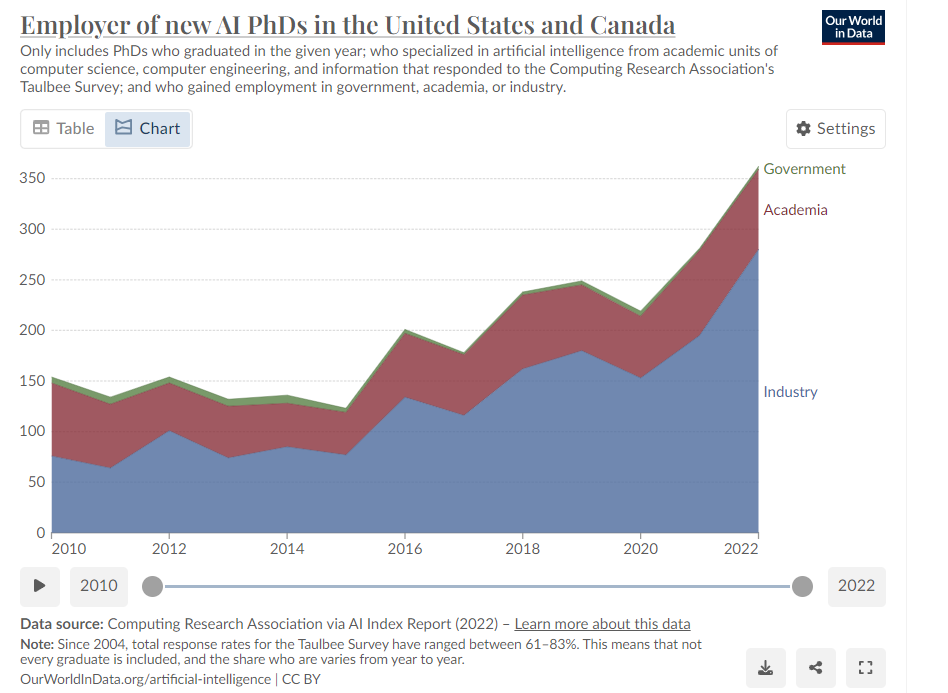 Employer of new AI PhDs in the United States and Canada
Our World
in Data
Only includes PhDs who graduated in the given year; who specialized in artificial intelligence from academic units of
computer science, computer engineering, and information that responded to the Computing Research Association's
Taulbee Survey; and who gained employment in government, academia, or industry.
Table
Chart
Settings
350
300
250
200
150
100
50
0
Government
Academia
Industry
2010
2012
2014
2016
2018
2020
2022
2010
2022
Data source: Computing Research Association via AI Index Report (2022) – Learn more about this data
Note: Since 2004, total response rates for the Taulbee Survey have ranged between 61–83%. This means that not
every graduate is included, and the share who are varies from year to year.
OurWorldInData.org/artificial-intelligence | CC BY